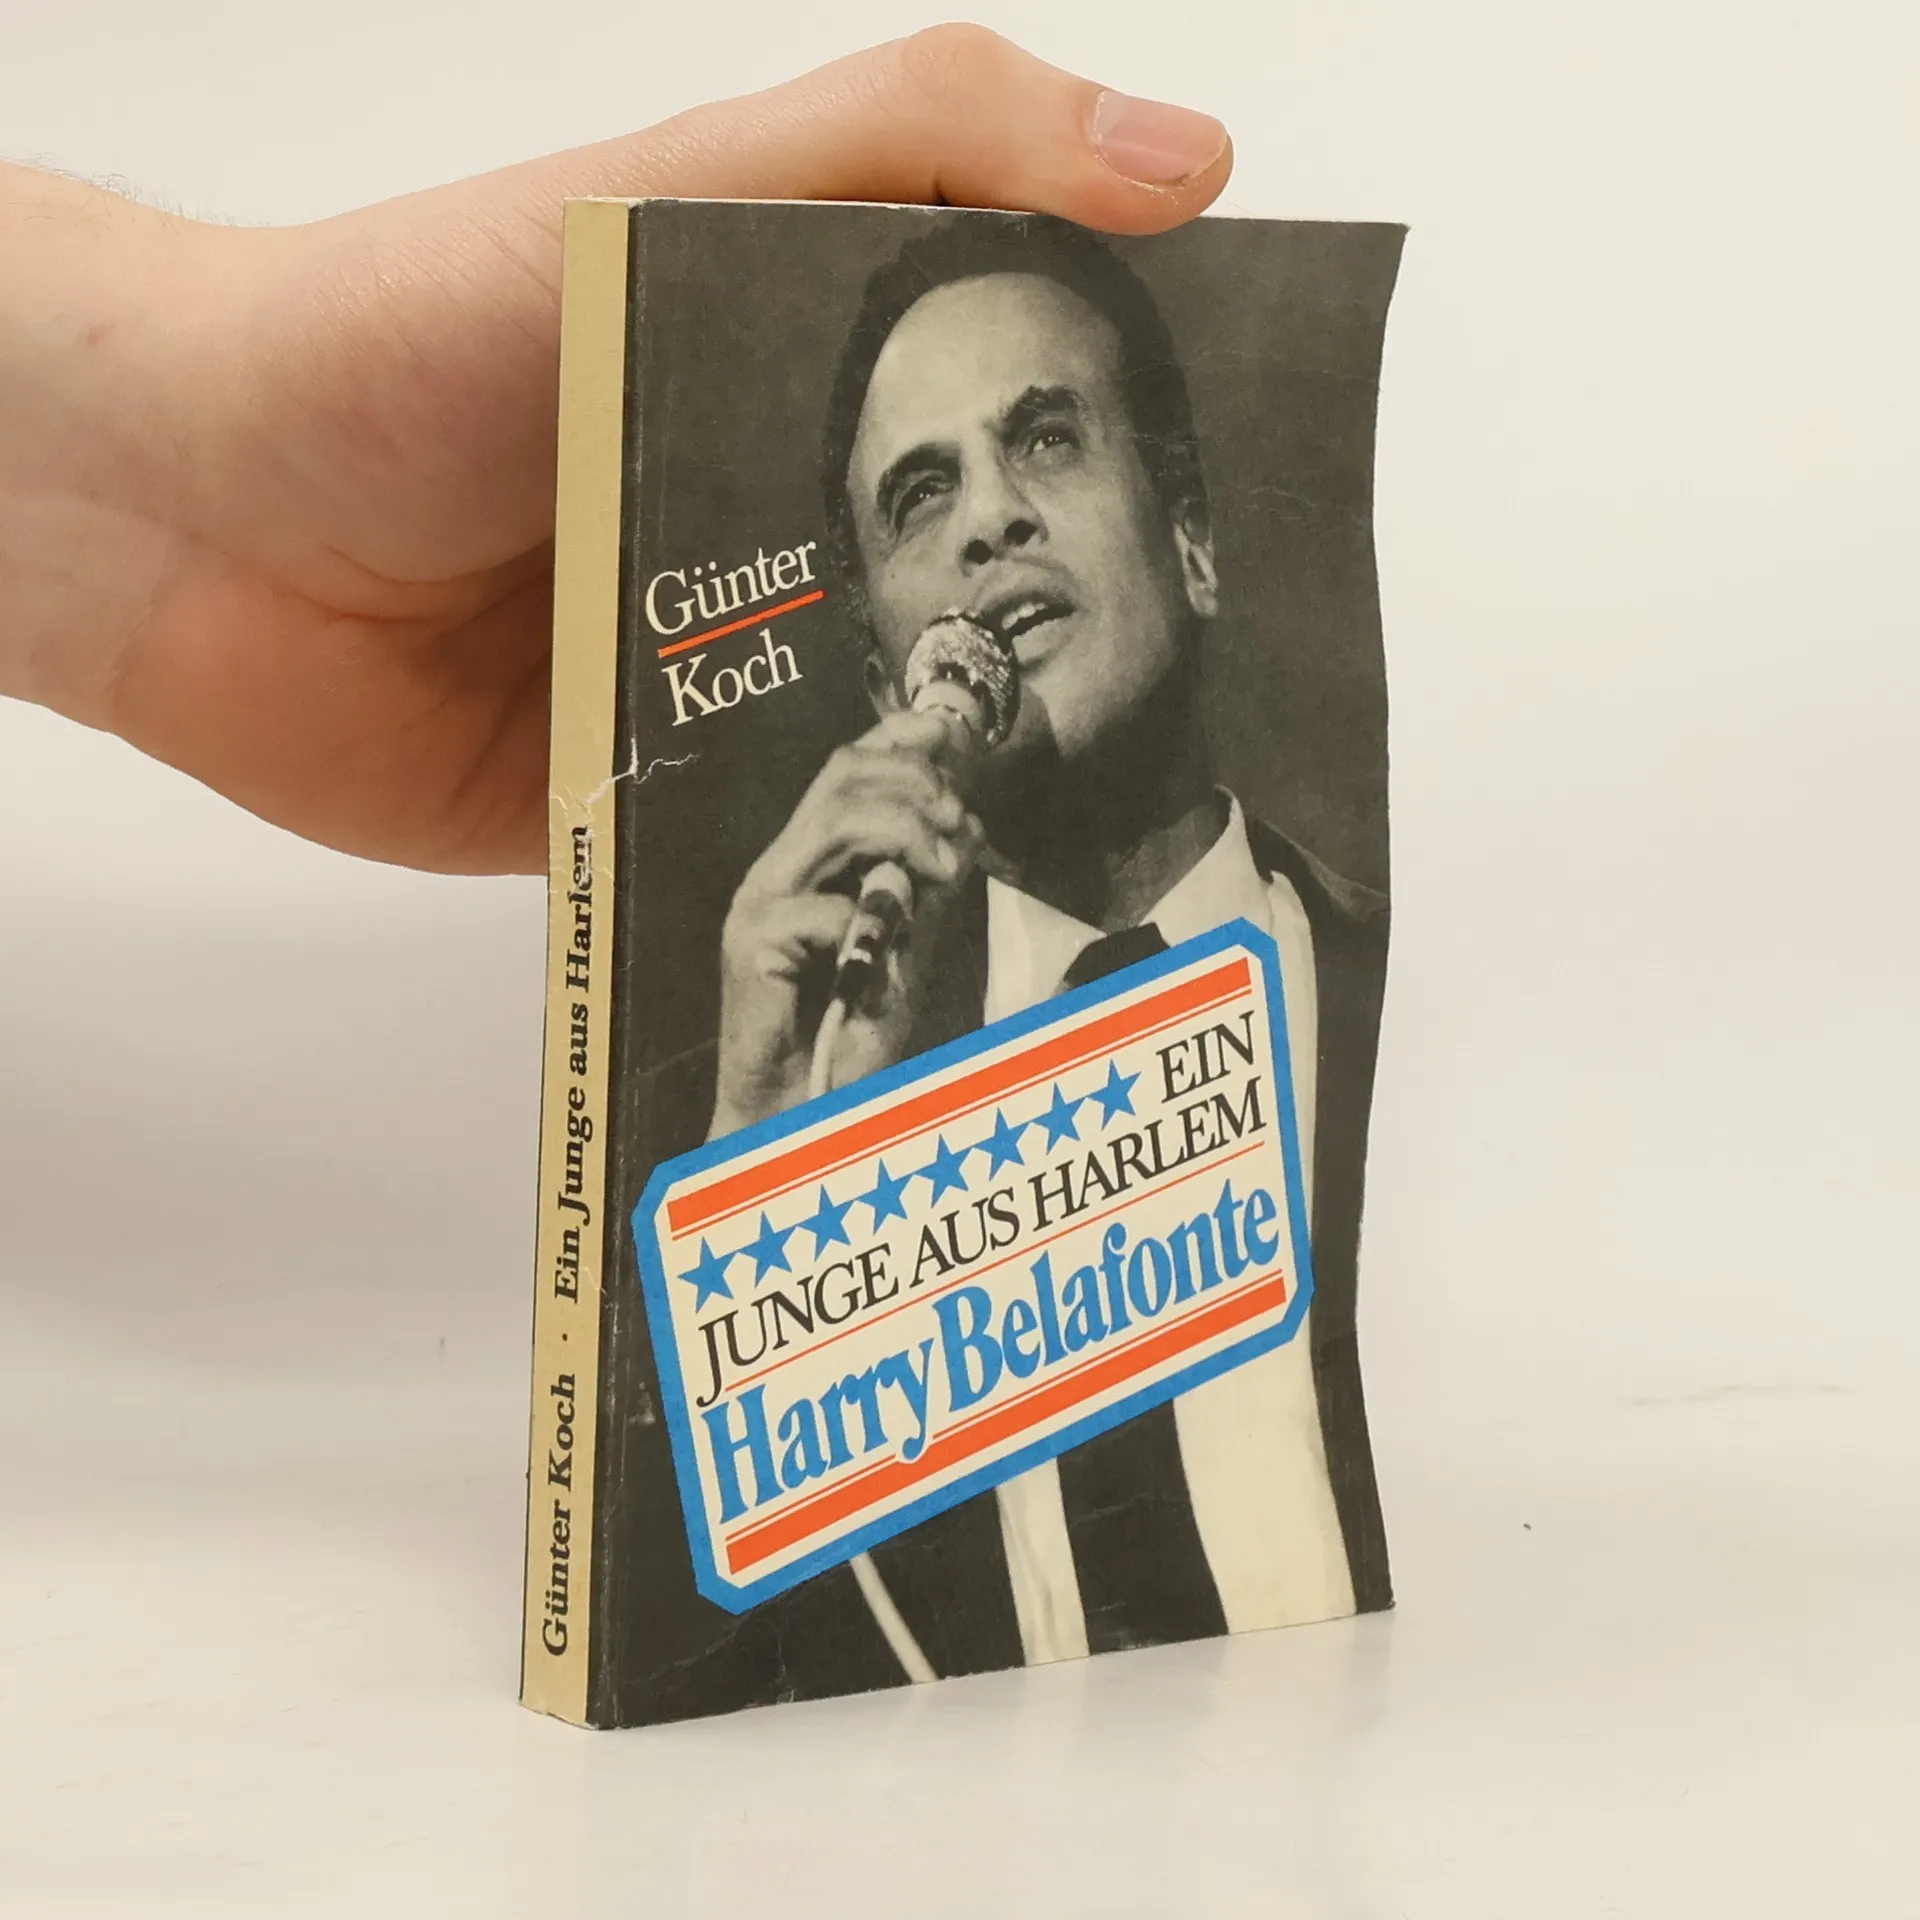 Günter
Koch
EIN
JUNGE AUS HARLEM
Harry Belafonte
Günter Koch · Ein Junge aus Harlem